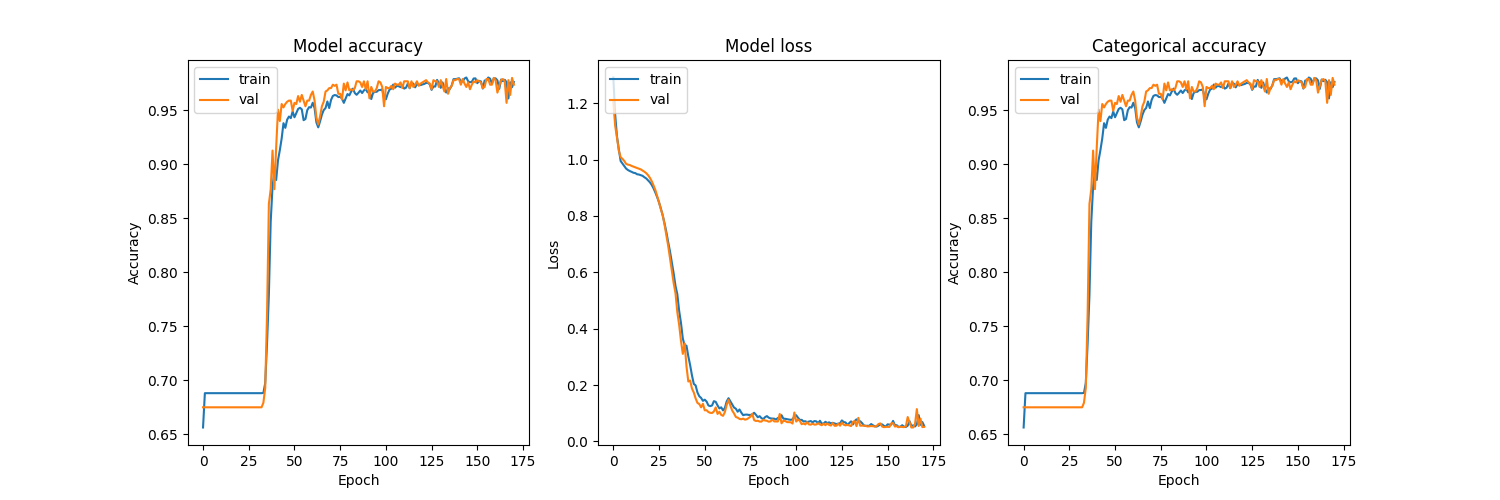 Model accuracy
train
val
0.95
0.90
0.85
0.80
0.75
0.70
0.65
Accuracy
0 25 50 75 100 125 150 175
Epoch
Model loss
train
val
1.2
1.0
0.8
0.6
0.4
0.2
0.0
Loss
0 25 50 75 100 125 150 175
Epoch
Categorical accuracy
train
val
0.95
0.90
0.85
0.80
0.75
0.70
0.65
Accuracy
0 25 50 75 100 125 150 175
Epoch